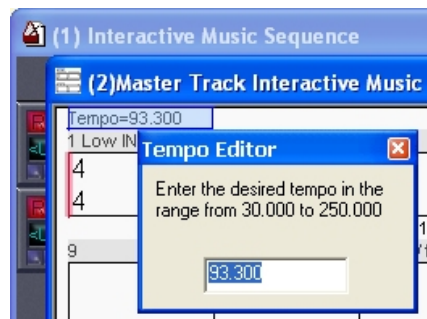 (1) Interactive Music Sequence
(2)Master Track Interactive Music
Tempo=93.300
1 Low IN
Tempo Editor
4
4
Enter the desired tempo in the
range from 30.000 to 250.000
9
93.300